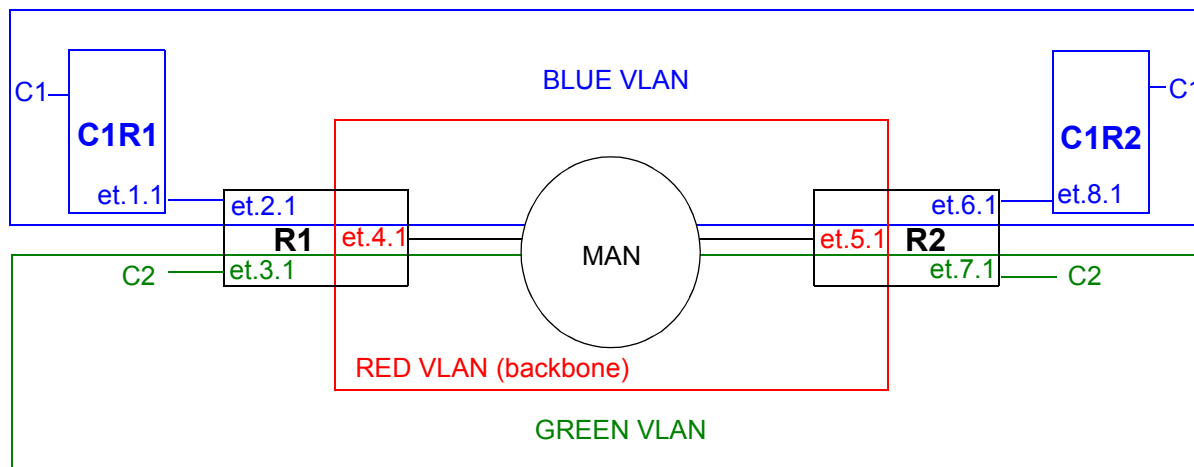 BLUE VLAN
C1
C1
C1R1
C1R2
et.1.1
et.8.1
et.2.1
et.6.1
R1
et.4.1
et.5.1
R2
MAN
et.3.1
et.7.1
C2
C2
RED VLAN (backbone)
GREEN VLAN